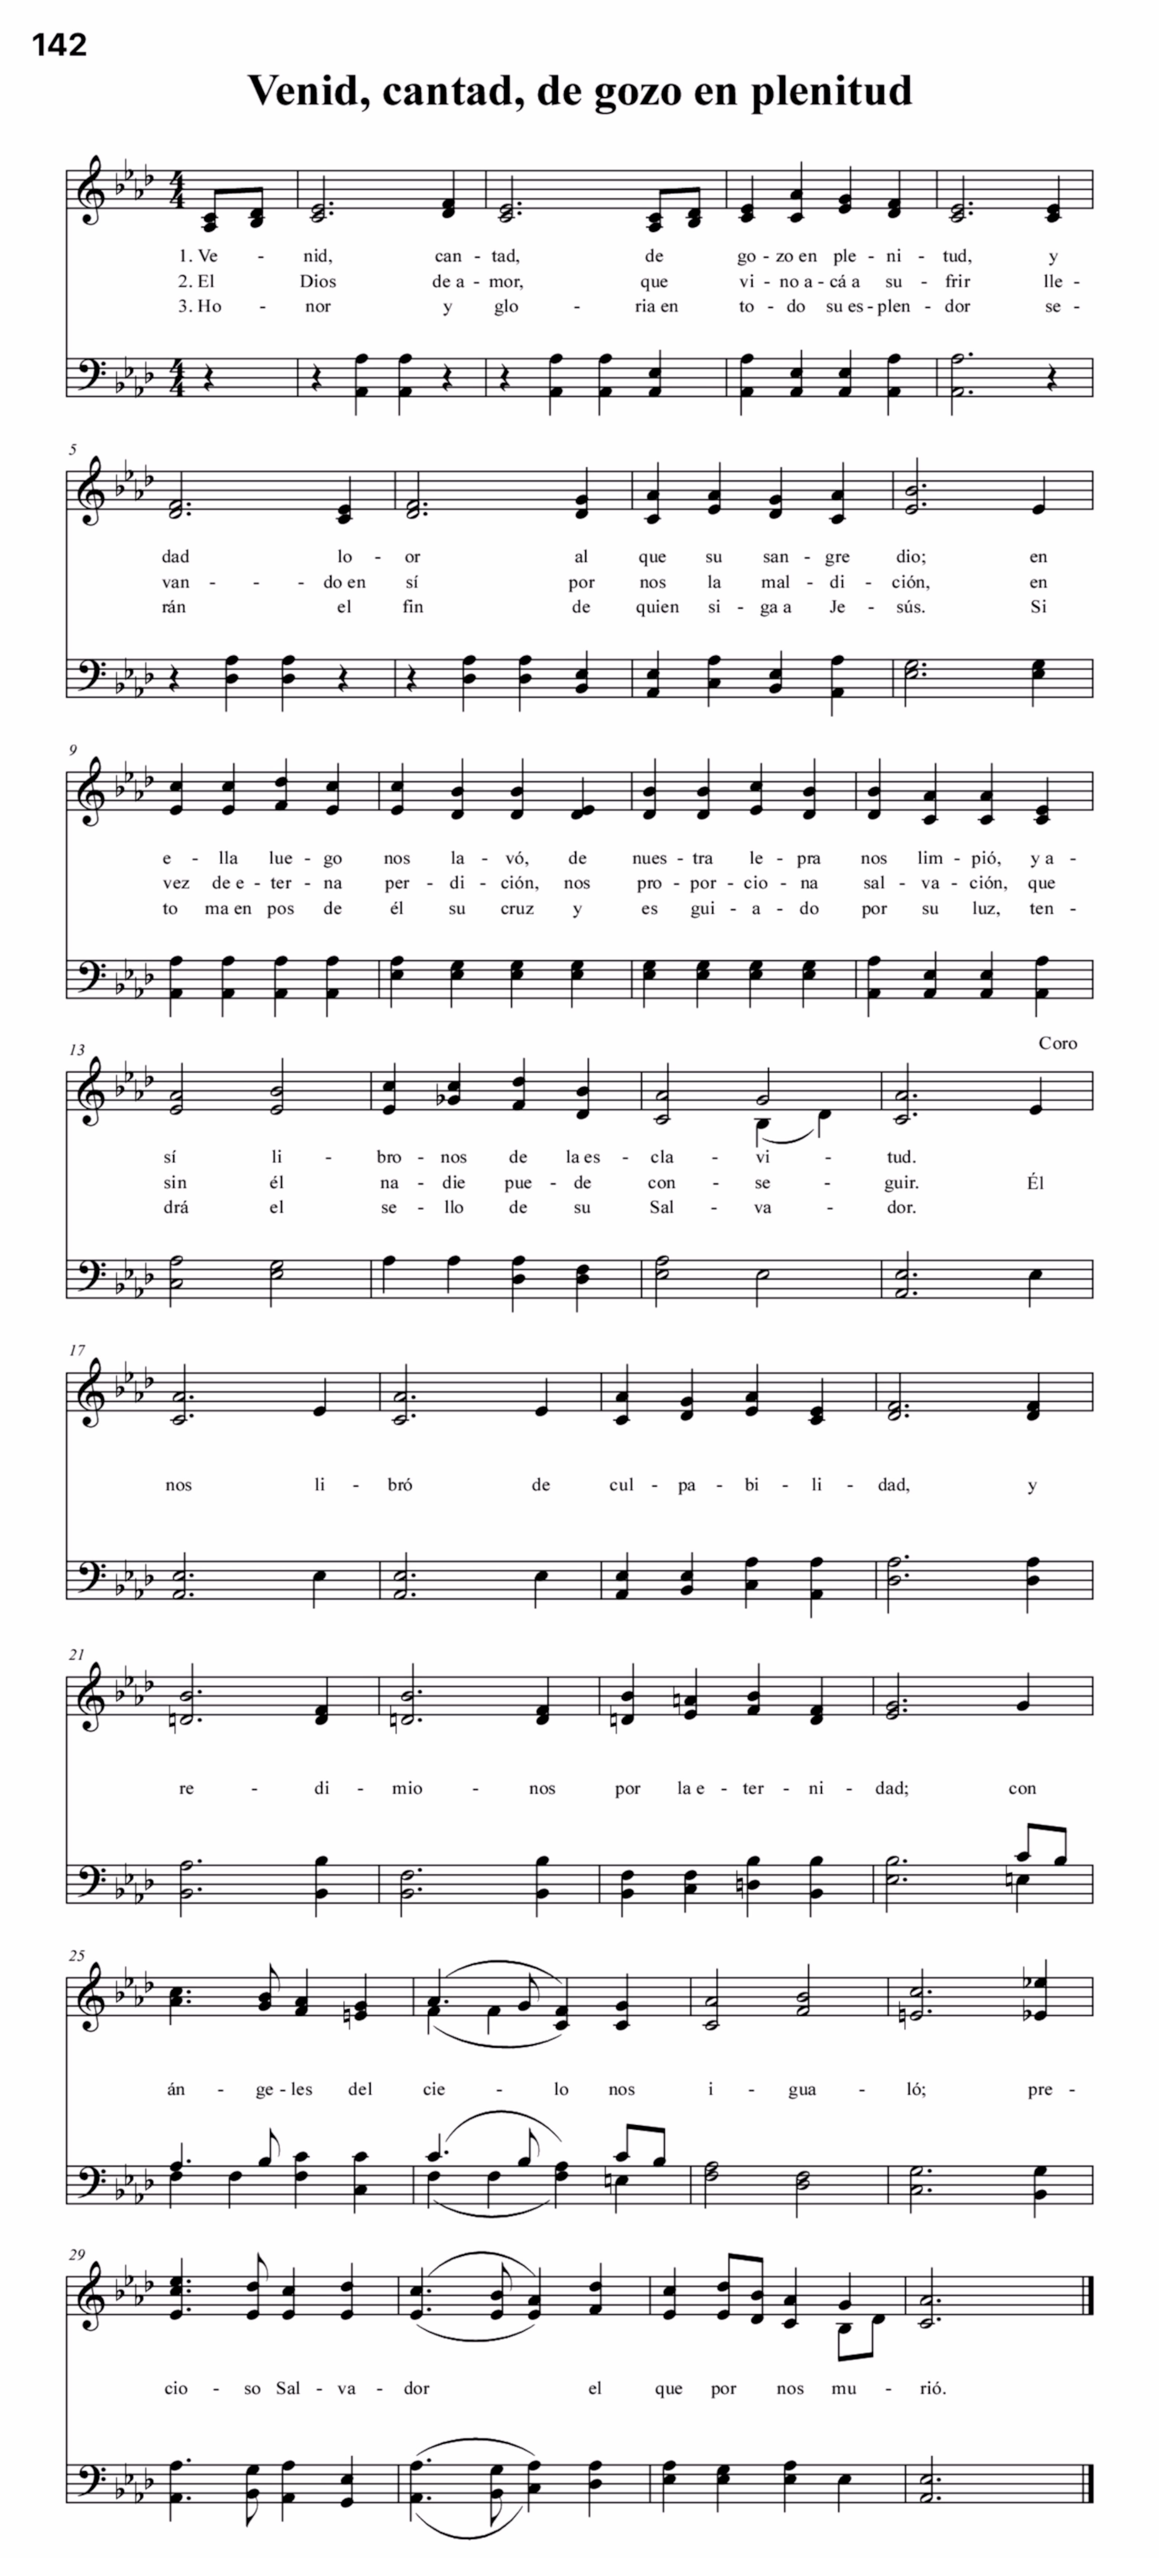 142
Venid, cantad, de gozo en plenitud
1. Ve - nid, can - tad, de go - zo en ple - ni - tud, y
2. El Dios de a - mor, que vi - no a - cá a su - frir lle -
3. Ho - nor y glo - ria en to - do su es - plen - dor se -
5
dad lo - or al que su san - gre dio; en
van - - - do en sí por nos la mal - di - ción, en
rán el fin de quien si - ga a Je - sús. Si
9
e - lla lue - go nos la - vó, de nues - tra le - pra nos lim - pió, y a -
vez de e - ter - na per - di - ción, nos pro - por - cio - na sal - va - ción, que
to ma en pos de él su cruz y es gui - a - do por su luz, ten -
Coro
13
sí li - bro - nos de la es - cla - vi - tud.
sin él na - die pue - de con - se - guir. Él
drá el se - llo de su Sal - va - dor.
17
nos li - bró de cul - pa - bi - li - dad, y
21
re - di - mio - nos por la e - ter - ni - dad; con
25
án - ge - les del cie - lo nos i - gua - ló; pre -
29
cio - so Sal - va - dor el que por nos mu - rió.